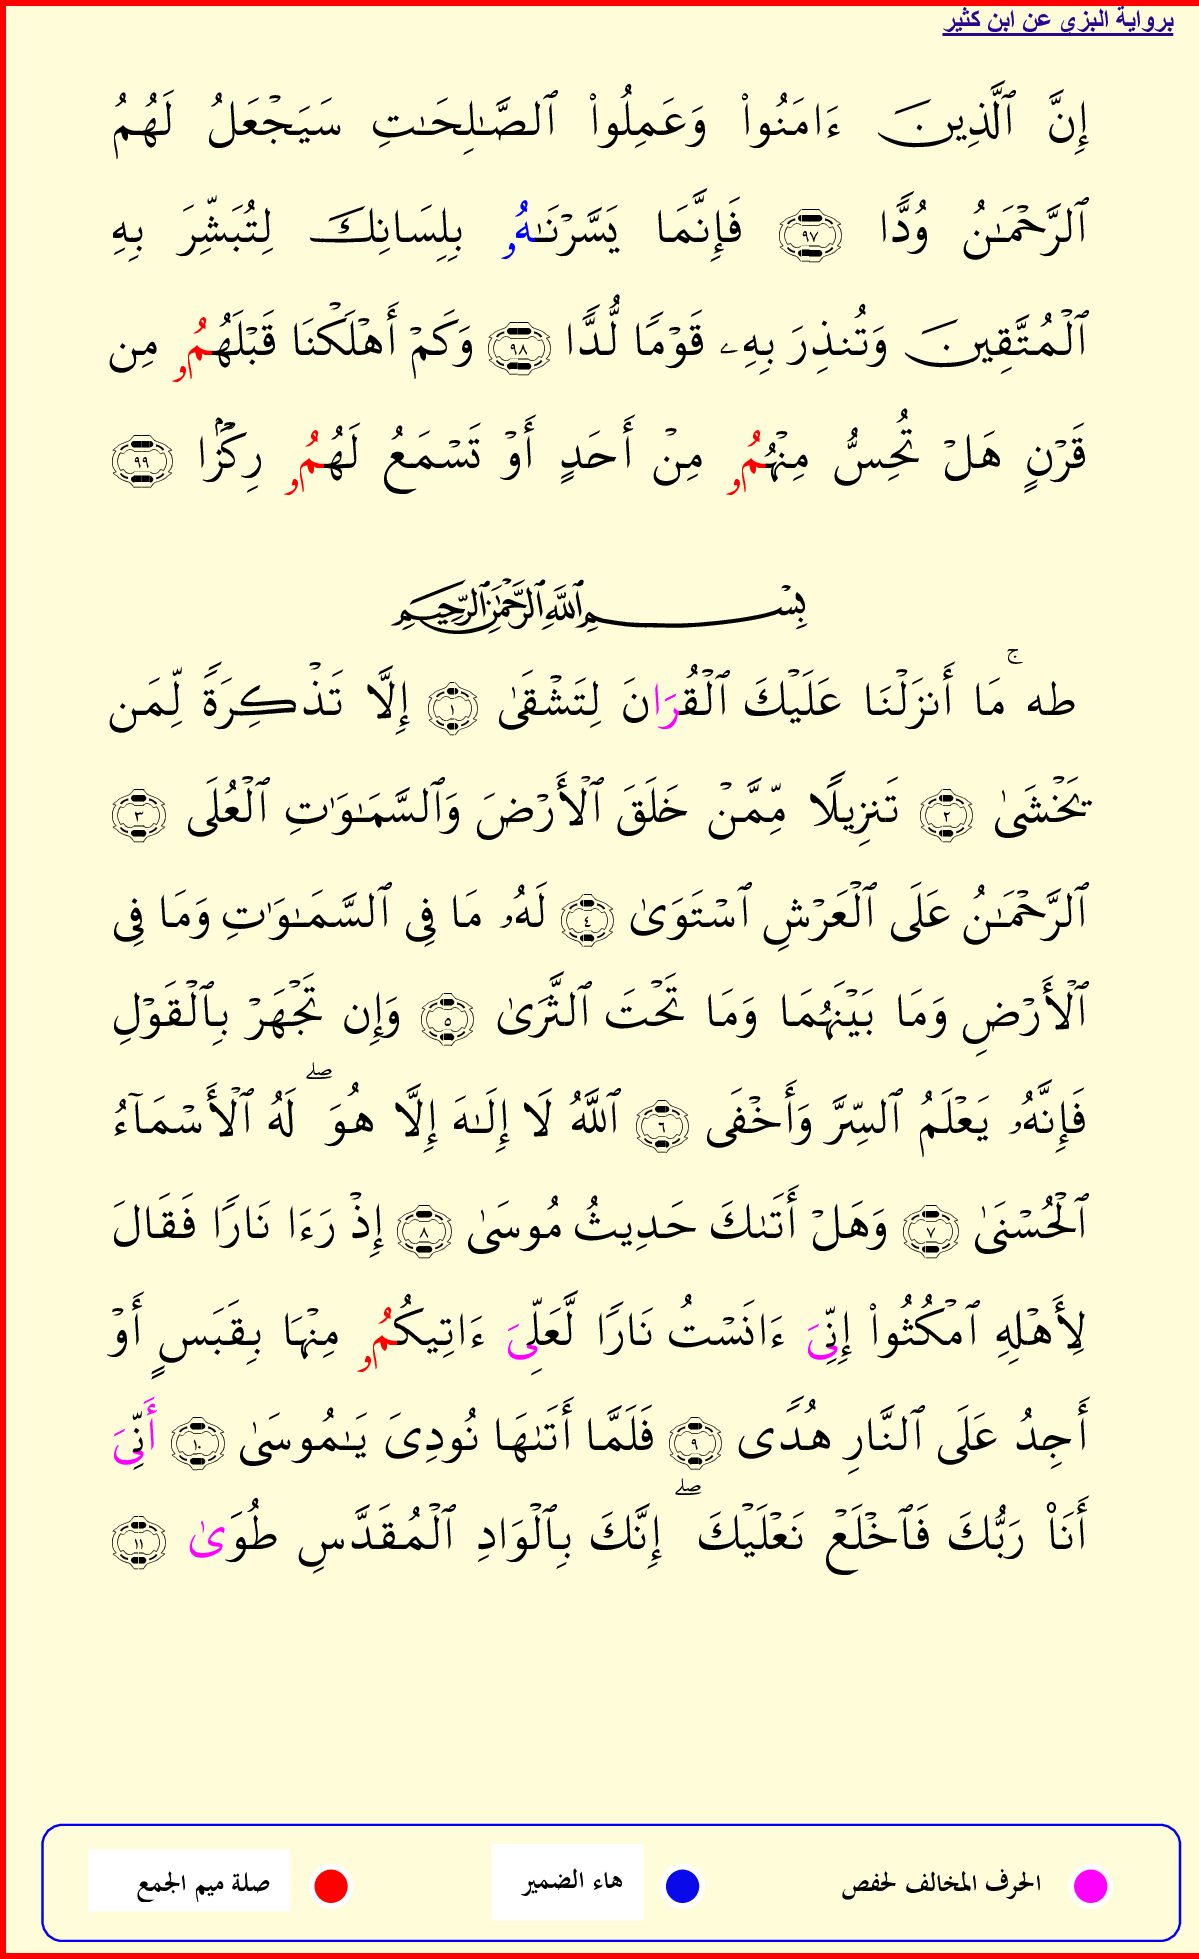 برواية البزى عن ابن كثير
إِنَّ ٱلَّذِينَ ءَامَنُوا۟ وَعَمِلُوا۟ ٱلصَّـٰلِحَـٰتِ سَيَجْعَلُ لَهُمُ
ٱلرَّحْمَـٰنُ وُدًّا ٩٧ فَإِنَّمَا يَسَّرْنَـٰهُۥ بِلِسَانِكَ لِتُبَشِّرَ بِهِ
ٱلْمُتَّقِينَ وَتُنذِرَ بِهِۦ قَوْمًا لُّدًّا ٩٨ وَكَمْ أَهْلَكْنَا قَبْلَهُمُۥ مِن
قَرْنٍ هَلْ تُحِسُّ مِنْهُمُۥ مِنْ أَحَدٍ أَوْ تَسْمَعُ لَهُمُۥ رِكْزًۢا ٩٩
بِسْمِ ٱللَّهِ ٱلرَّحْمَـٰنِ ٱلرَّحِيمِ
طه ۚ مَا أَنزَلْنَا عَلَيْكَ ٱلْقُرَانَ لِتَشْقَىٰ ١ إِلَّا تَذْكِرَةً لِّمَن
يَخْشَىٰ ٢ تَنزِيلًا مِّمَّنْ خَلَقَ ٱلْأَرْضَ وَٱلسَّمَـٰوَٰتِ ٱلْعُلَى ٣
ٱلرَّحْمَـٰنُ عَلَى ٱلْعَرْشِ ٱسْتَوَىٰ ٤ لَهُۥ مَا فِى ٱلسَّمَـٰوَٰتِ وَمَا فِى
ٱلْأَرْضِ وَمَا بَيْنَهُمَا وَمَا تَحْتَ ٱلثَّرَىٰ ٥ وَإِن تَجْهَرْ بِٱلْقَوْلِ
فَإِنَّهُۥ يَعْلَمُ ٱلسِّرَّ وَأَخْفَى ٦ ٱللَّهُ لَا إِلَـٰهَ إِلَّا هُوَ ۖ لَهُ ٱلْأَسْمَآءُ
ٱلْحُسْنَىٰ ٧ وَهَلْ أَتَىٰكَ حَدِيثُ مُوسَىٰ ٨ إِذْ رَءَا نَارًا فَقَالَ
لِأَهْلِهِ ٱمْكُثُوا۟ إِنِّىَ ءَانَسْتُ نَارًا لَّعَلِّىَ ءَاتِيكُمُۥ مِنْهَا بِقَبَسٍ أَوْ
أَجِدُ عَلَى ٱلنَّارِ هُدًى ٩ فَلَمَّا أَتَىٰهَا نُودِىَ يَـٰمُوسَىٰ ١٠ أَنِّىَ
أَنَا۠ رَبُّكَ فَٱخْلَعْ نَعْلَيْكَ ۖ إِنَّكَ بِٱلْوَادِ ٱلْمُقَدَّسِ طُوَىٰ ١١
الحرف المخالف لحفص
هاء الضمير
صلة ميم الجمع